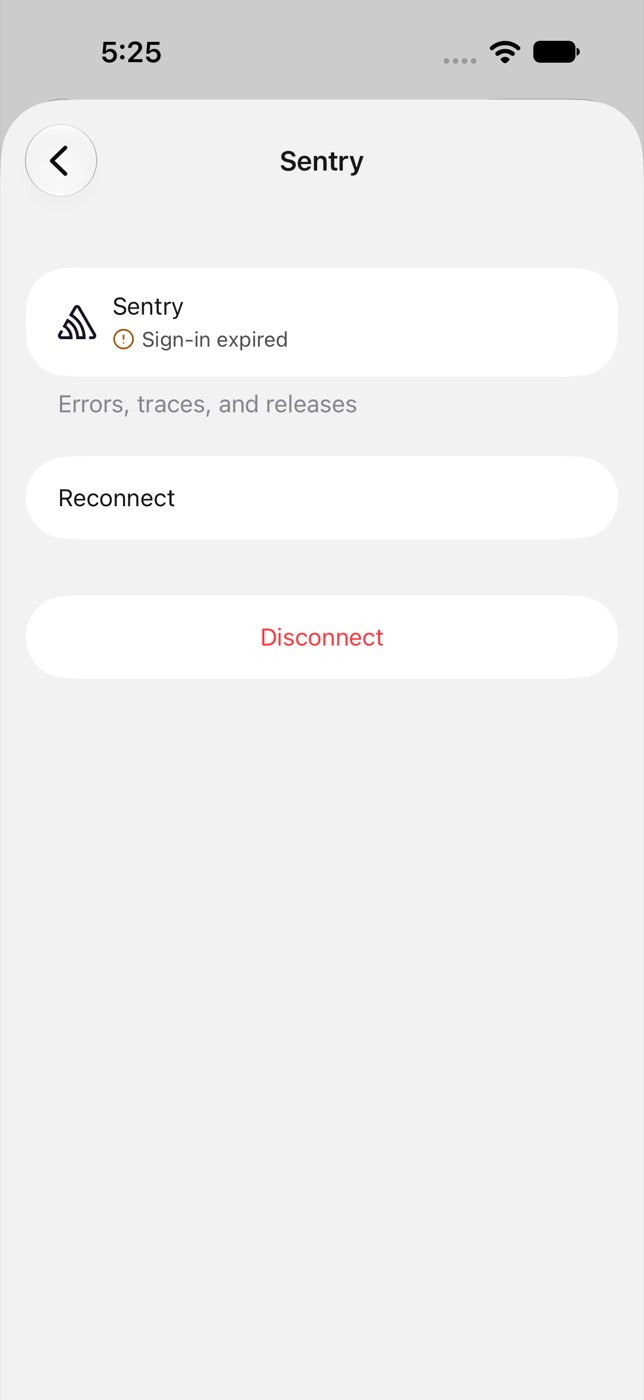 5:25
Sentry
Sentry
Sign-in expired
Errors, traces, and releases
Reconnect
Disconnect